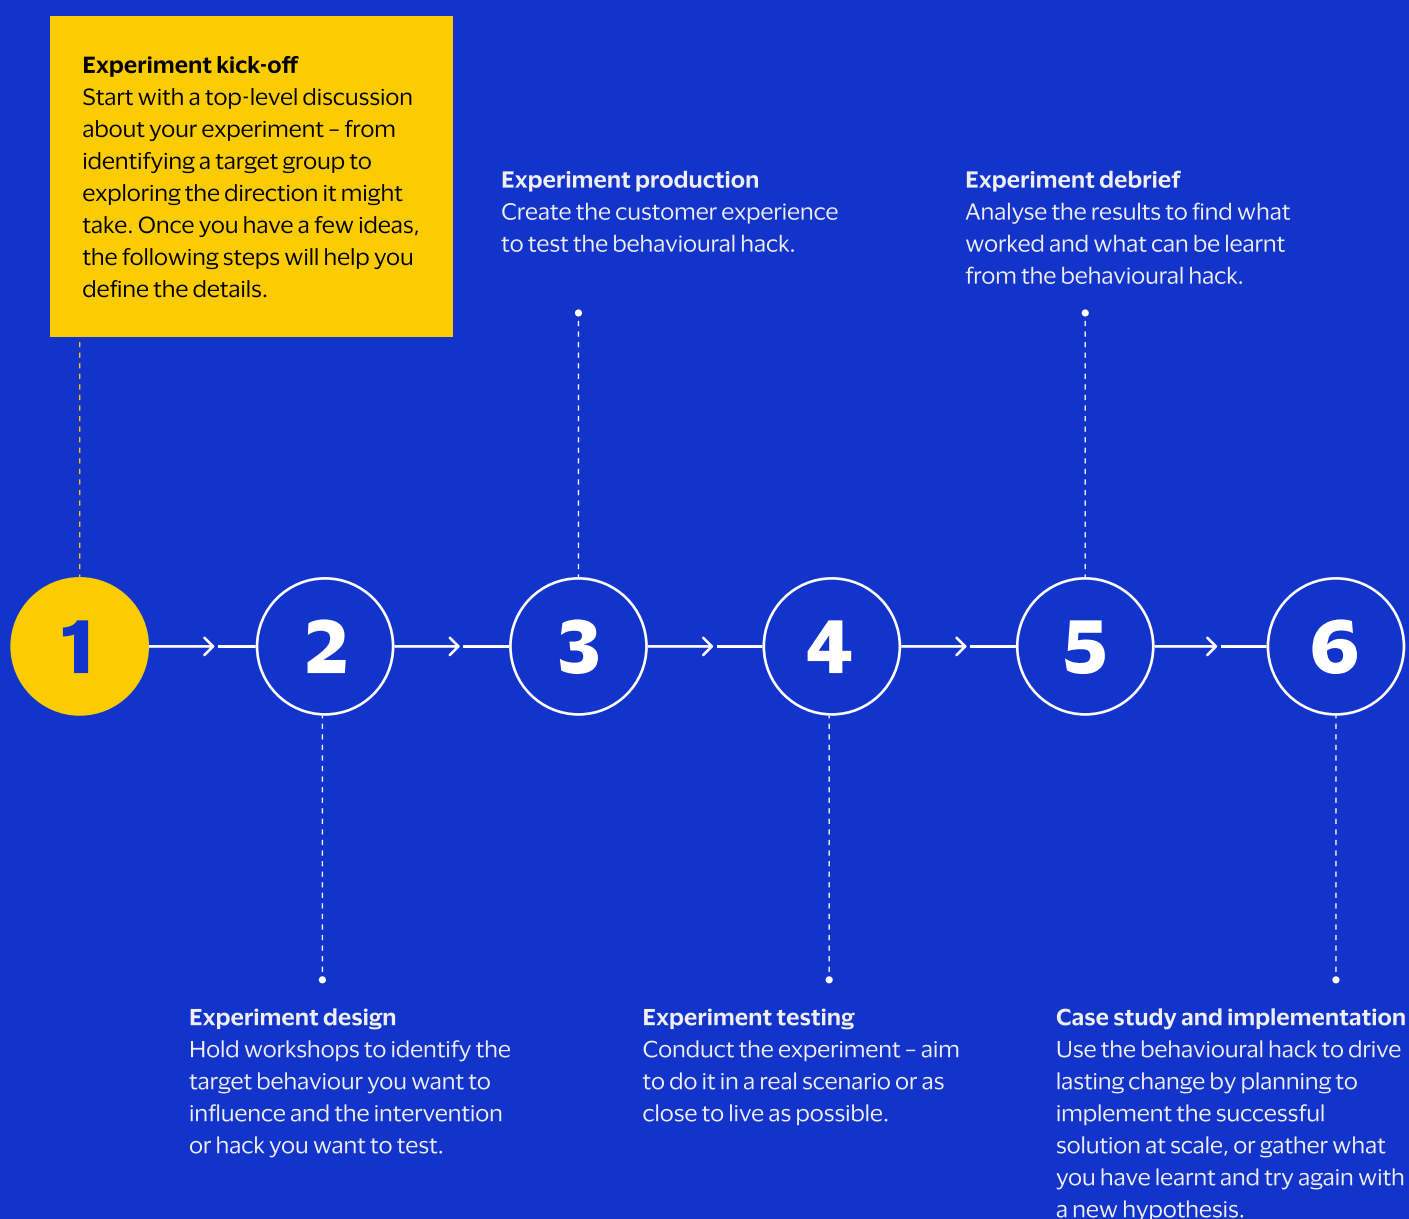 Experiment kick-off
Start with a top-level discussion
about your experiment – from
identifying a target group to
exploring the direction it might
take. Once you have a few ideas,
the following steps will help you
define the details.
Experiment production
Create the customer experience
to test the behavioural hack.
Experiment debrief
Analyse the results to find what
worked and what can be learnt
from the behavioural hack.
1
2
3
4
5
6
Experiment design
Hold workshops to identify the
target behaviour you want to
influence and the intervention
or hack you want to test.
Experiment testing
Conduct the experiment – aim
to do it in a real scenario or as
close to live as possible.
Case study and implementation
Use the behavioural hack to drive
lasting change by planning to
implement the successful
solution at scale, or gather what
you have learnt and try again with
a new hypothesis.